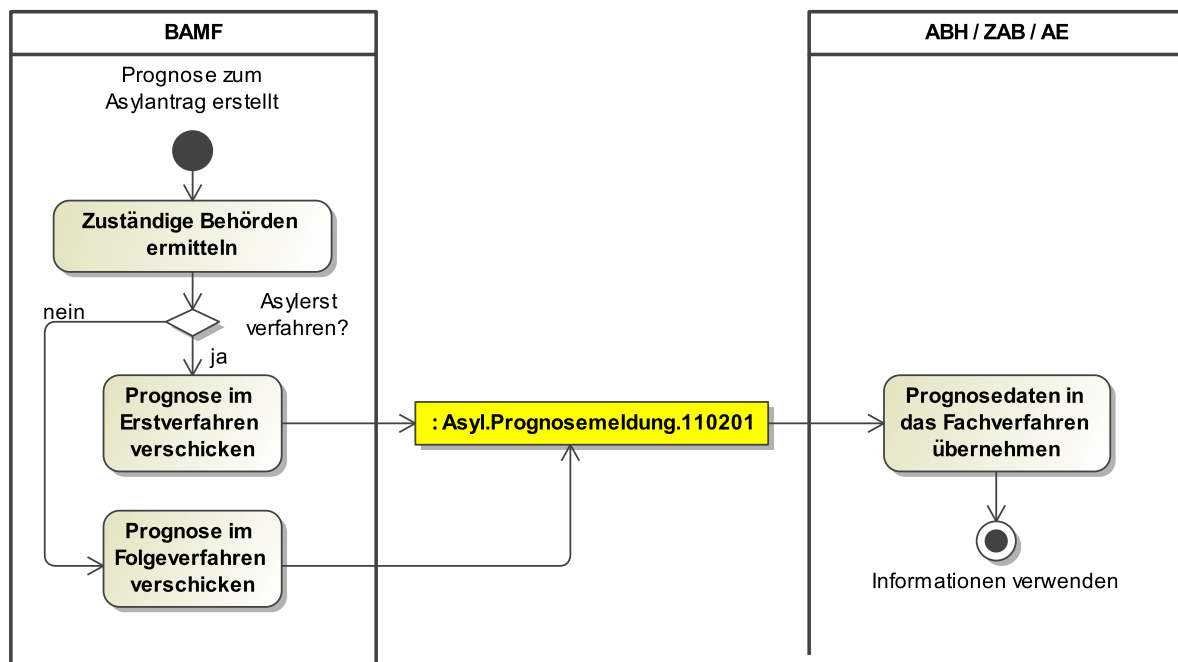 BAMF
ABH / ZAB / AE
Prognose zum
Asylantrag erstellt
Zuständige Behörden
ermitteln
nein
Asylerst
verfahren?
ja
Prognose im
Erstverfahren
verschicken
: Asyl.Prognosemeldung.110201
Prognosedaten in
das Fachverfahren
übernehmen
Prognose im
Folgeverfahren
verschicken
Informationen verwenden